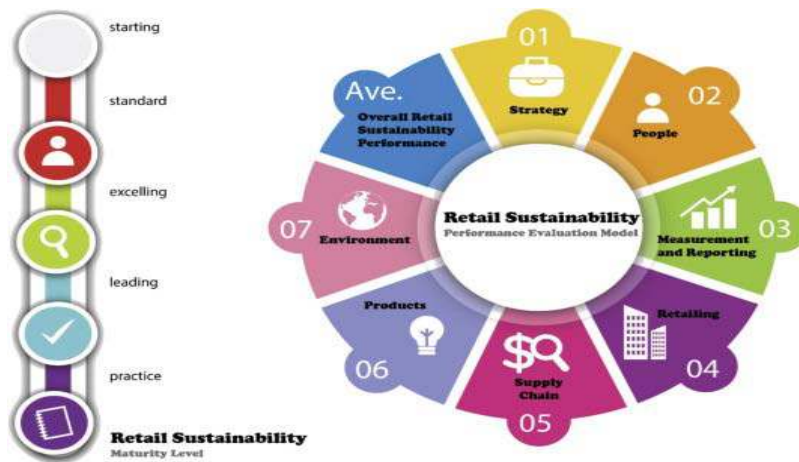 starting
standard
excelling
leading
practice
Retail Sustainability
Maturity Level
01
Strategy
02
People
03
Measurement
and Reporting
Retailing
04
Supply
Chain
05
Products
06
07
Environment
Ave.
Overall Retail
Sustainability
Performance
Retail Sustainability
Performance Evaluation Model